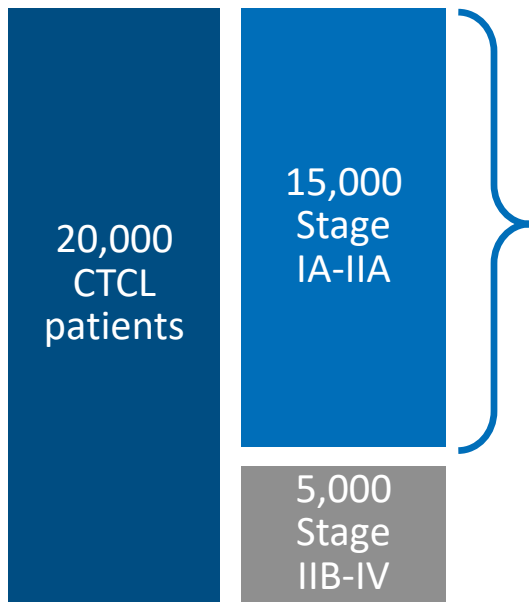 20,000
CTCL
patients
15,000
Stage
IA-IIA
5,000
Stage
IIB-IV